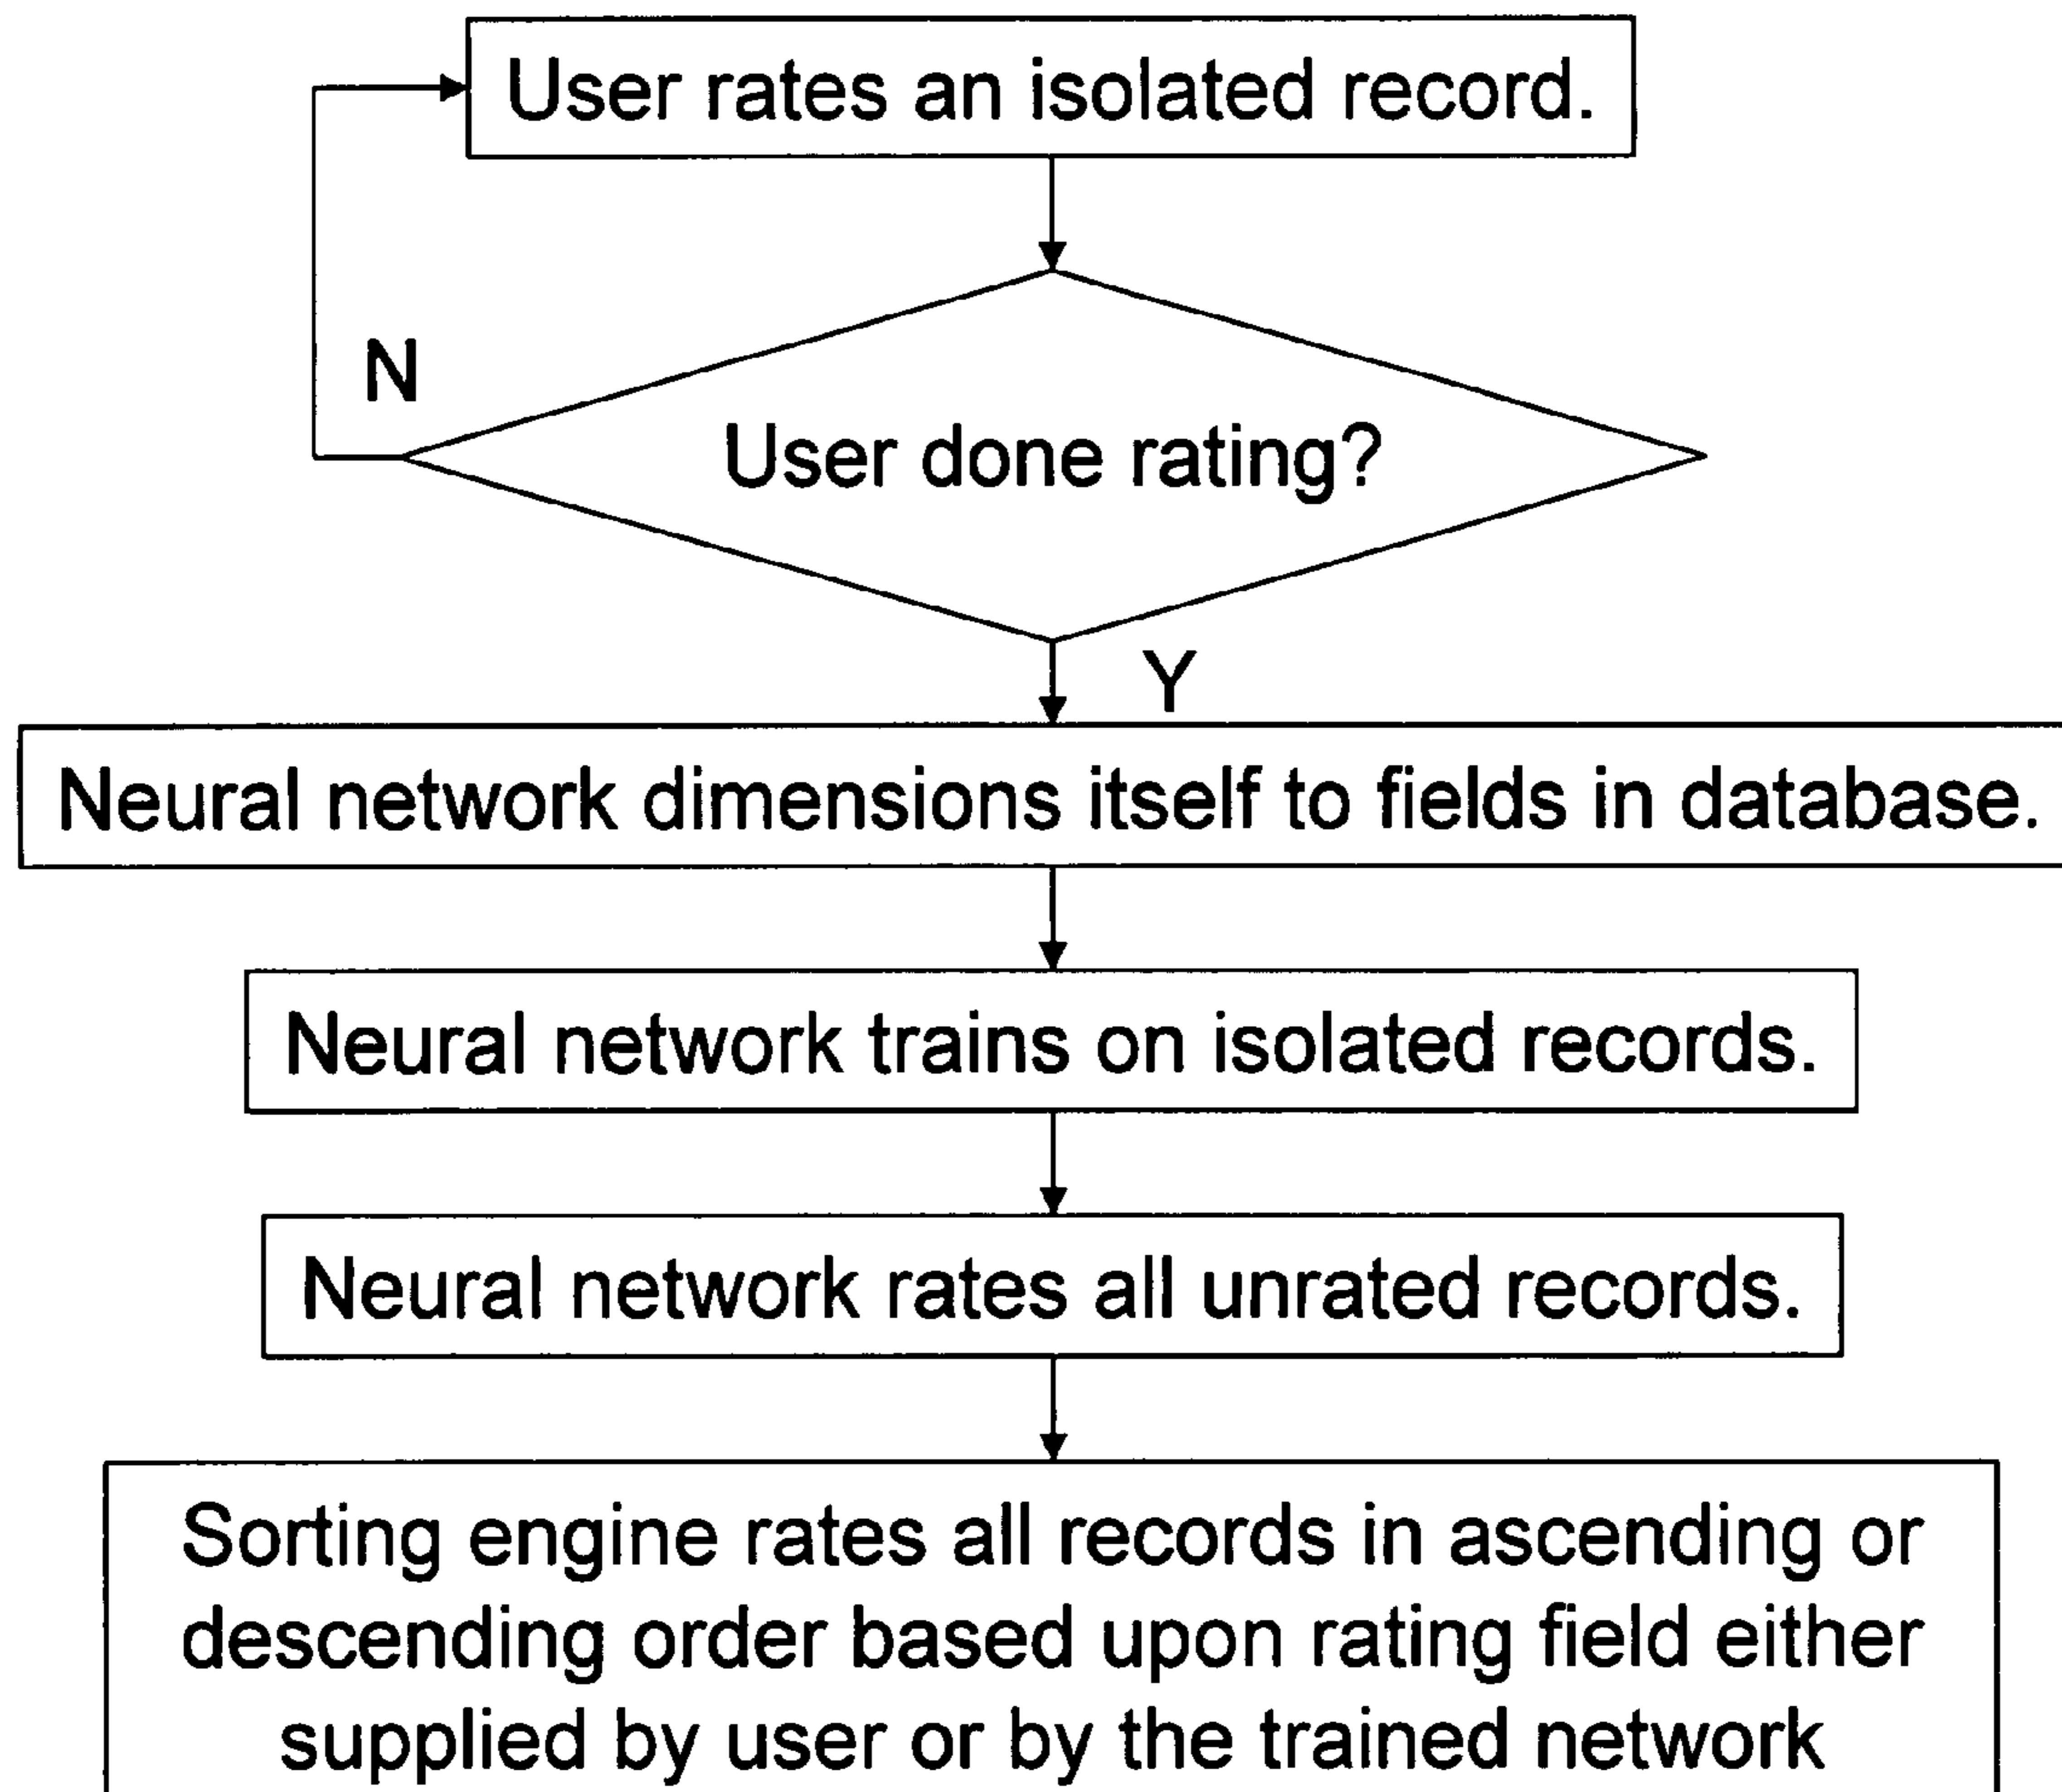 User rates an isolated record.
N
User done rating?
Y
Neural network dimensions itself to fields in database.
Neural network trains on isolated records.
Neural network rates all unrated records.
Sorting engine rates all records in ascending or
descending order based upon rating field either
supplied by user or by the trained network